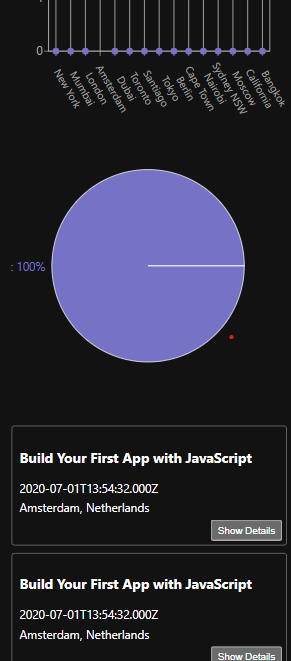 0
New York
Mumbai
London
Amsterdam
Dubai
Toronto
Santiago
Tokyo
Berlin
Cape Town
Nairobi
Sydney NSW
Moscow
California
Bangkok
: 100%
Build Your First App with JavaScript
2020-07-01T13:54:32.000Z
Amsterdam, Netherlands
Show Details
Build Your First App with JavaScript
2020-07-01T13:54:32.000Z
Amsterdam, Netherlands
Show Details